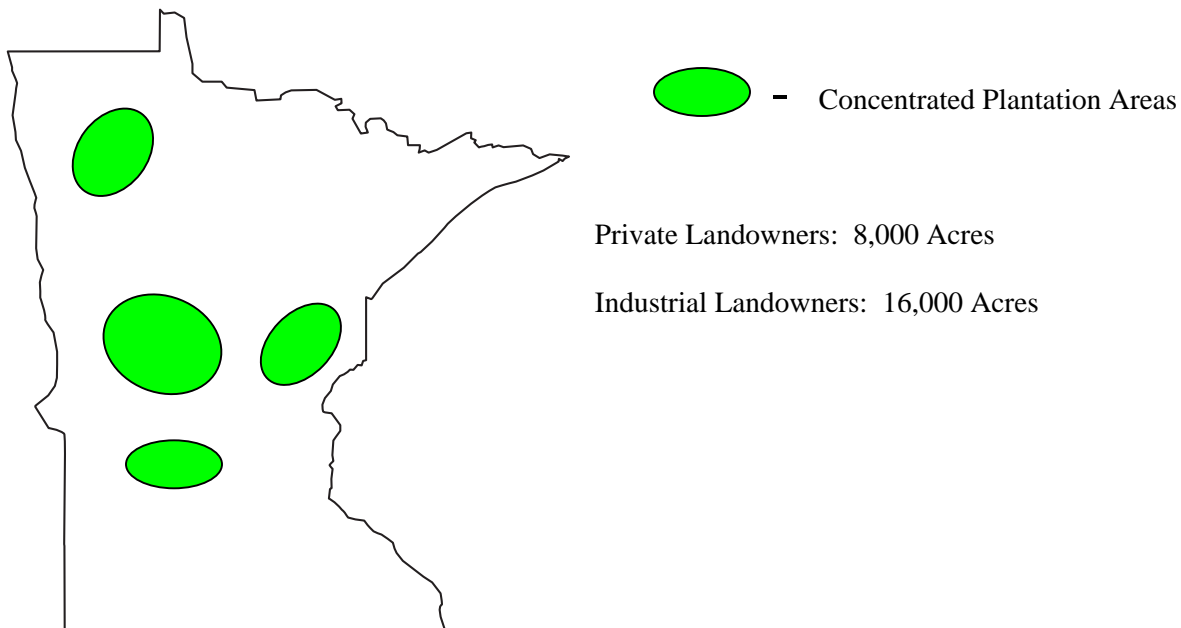 - Concentrated Plantation Areas
Private Landowners: 8,000 Acres
Industrial Landowners: 16,000 Acres